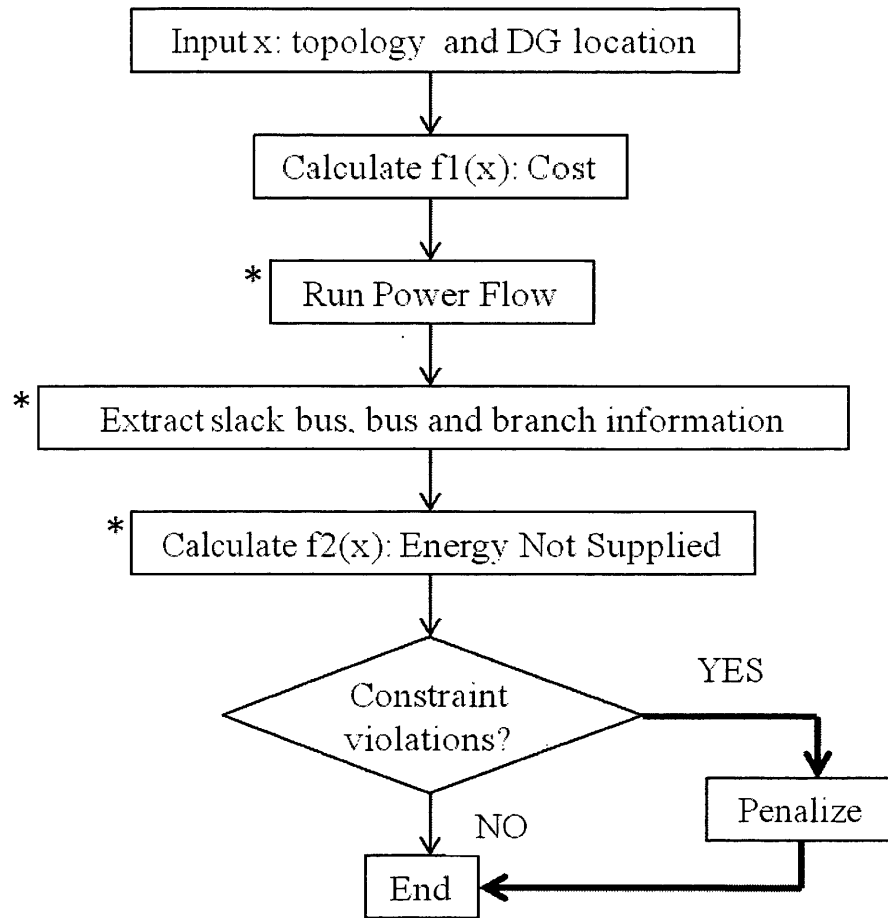 Input x: topology and DG location
Calculate f1(x): Cost
*
Run Power Flow
*
Extract slack bus, bus and branch information
*
Calculate f2(x): Energy Not Supplied
Constraint
violations?
YES
Penalize
NO
End